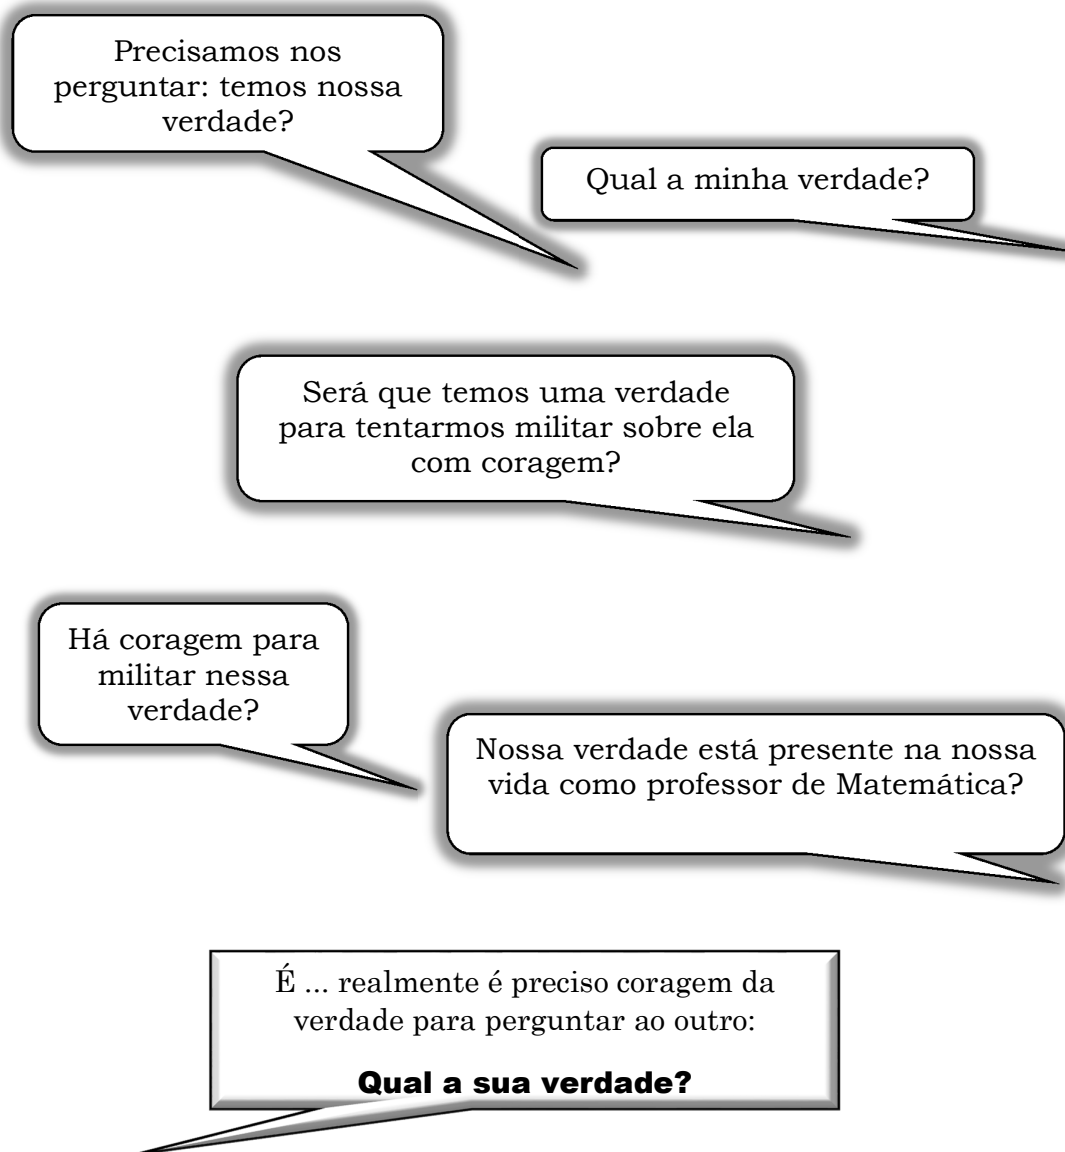 Precisamos nos
perguntar: temos nossa
verdade?
Qual a minha verdade?
Será que temos uma verdade
para tentarmos militar sobre ela
com coragem?
Há coragem para
militar nessa
verdade?
Nossa verdade está presente na nossa
vida como professor de Matemática?
É ... realmente é preciso coragem da
verdade para perguntar ao outro:
Qual a sua verdade?